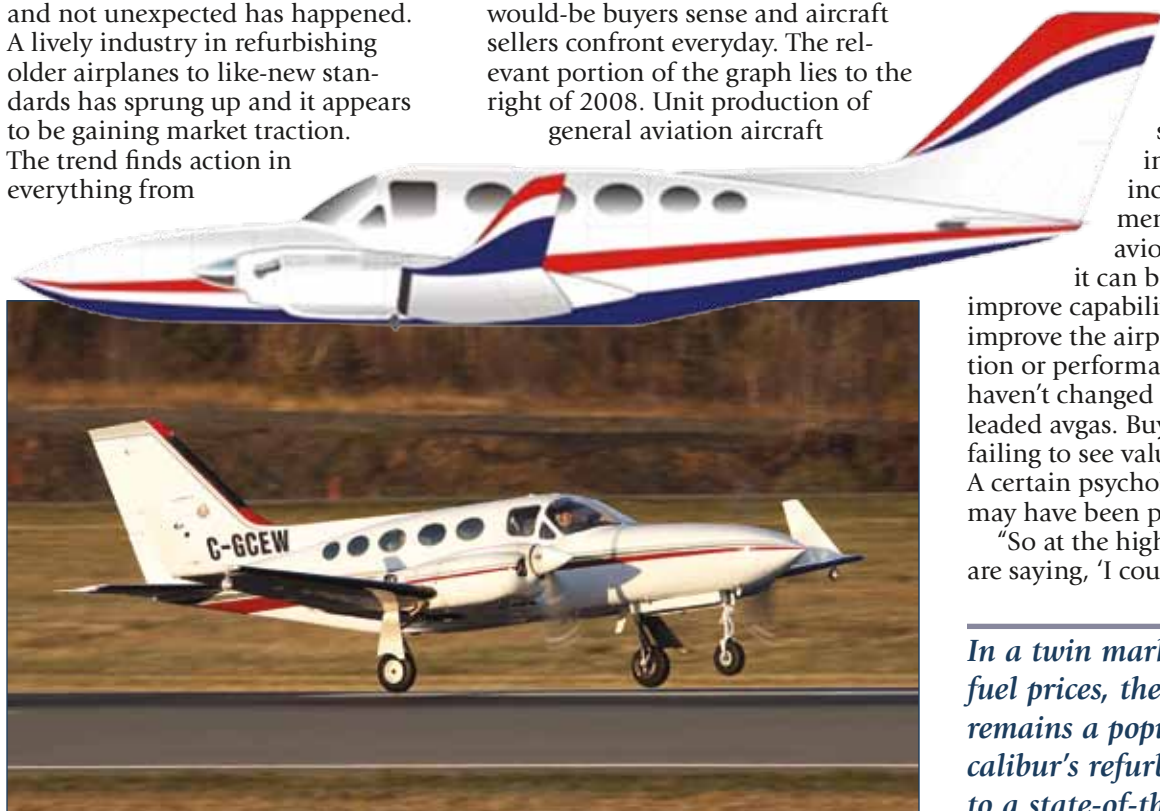 and not unexpected has happened.
A lively industry in refurbishing
older airplanes to like-new stan-
dards has sprung up and it appears
to be gaining market traction.
The trend finds action in
everything from
would-be buyers sense and aircraft
sellers confront everyday. The rel-
evant portion of the graph lies to the
right of 2008. Unit production of
general aviation aircraft
C-GCEW
s
in
inc
men
avio
it can b
improve capabili
improve the airp
tion or performa
haven't changed
leaded avgas. Buy
failing to see valu
A certain psycho
may have been p
“So at the high
are saying, ‘I cou
In a twin mark
fuel prices, the
remains a popu
calibur's refurb
to a state-of-th